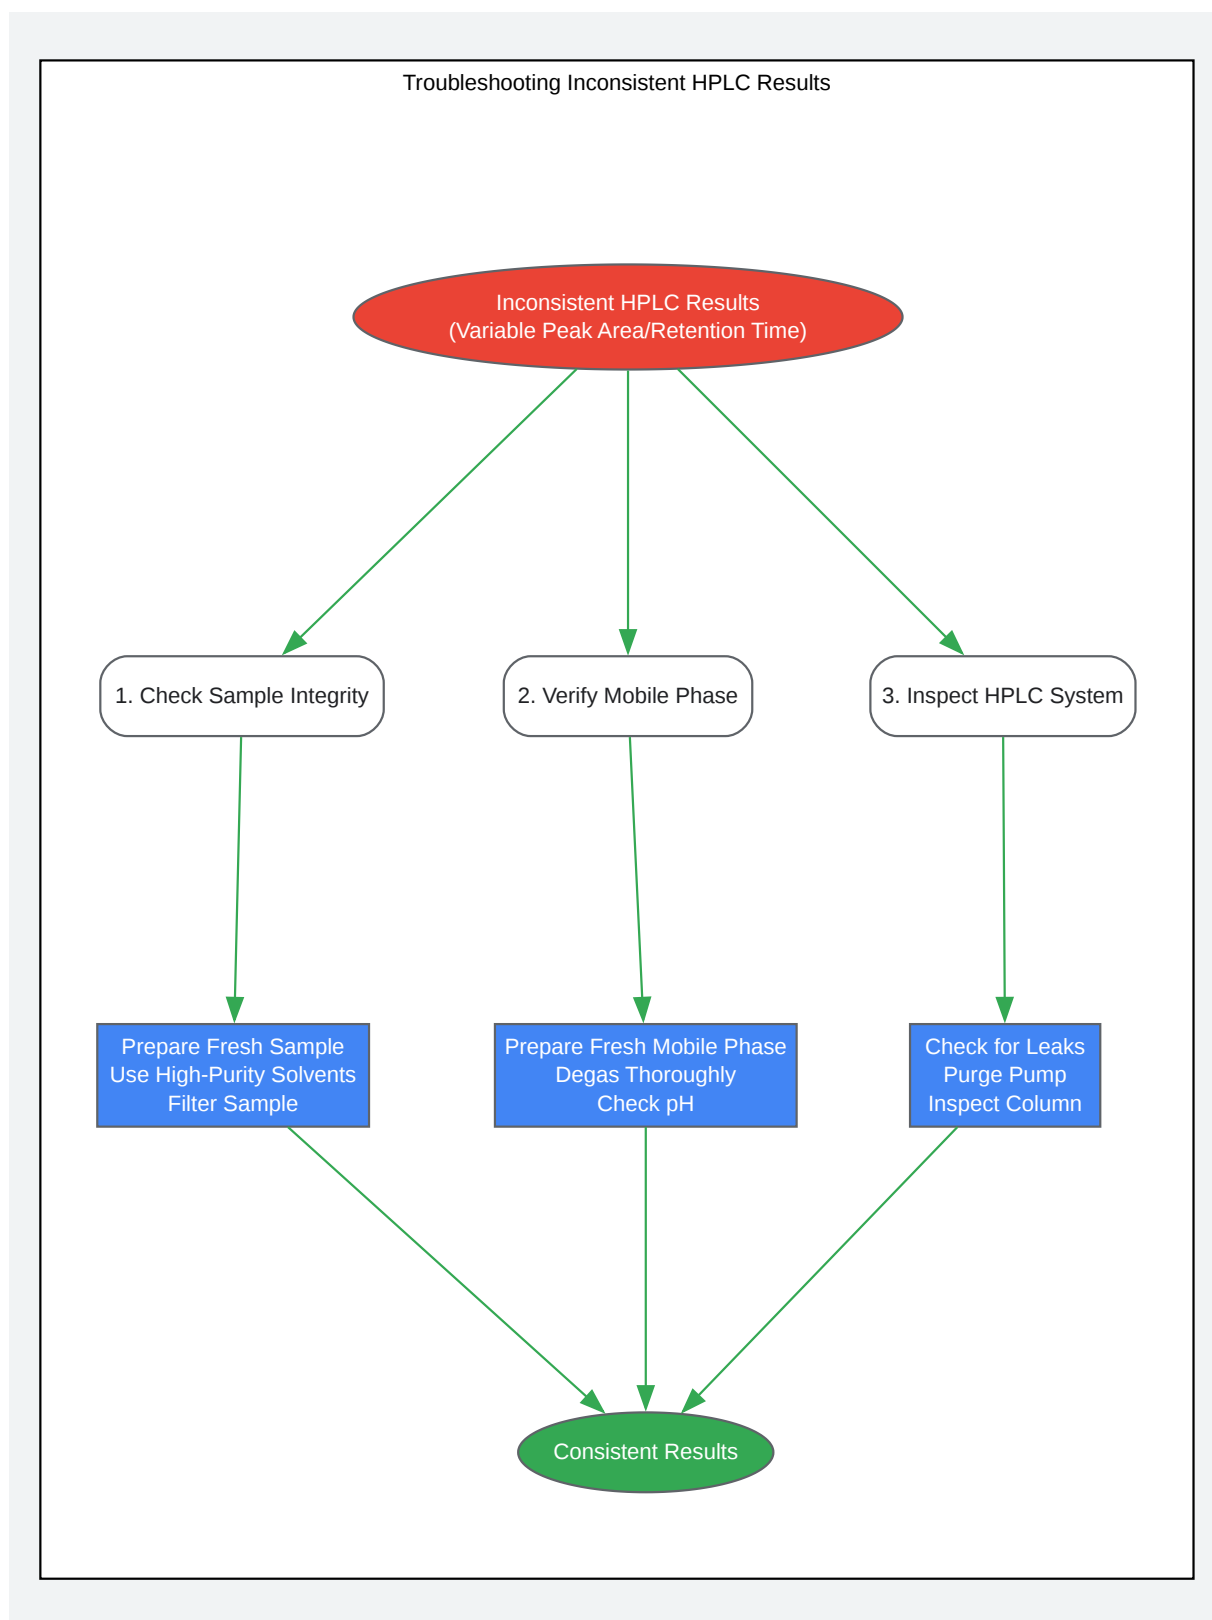 Troubleshooting Inconsistent HPLC Results
Inconsistent HPLC Results
(Variable Peak Area/Retention Time)
1. Check Sample Integrity
2. Verify Mobile Phase
3. Inspect HPLC System
Prepare Fresh Sample
Use High-Purity Solvents
Filter Sample
Prepare Fresh Mobile Phase
Degas Thoroughly
Check pH
Check for Leaks
Purge Pump
Inspect Column
Consistent Results